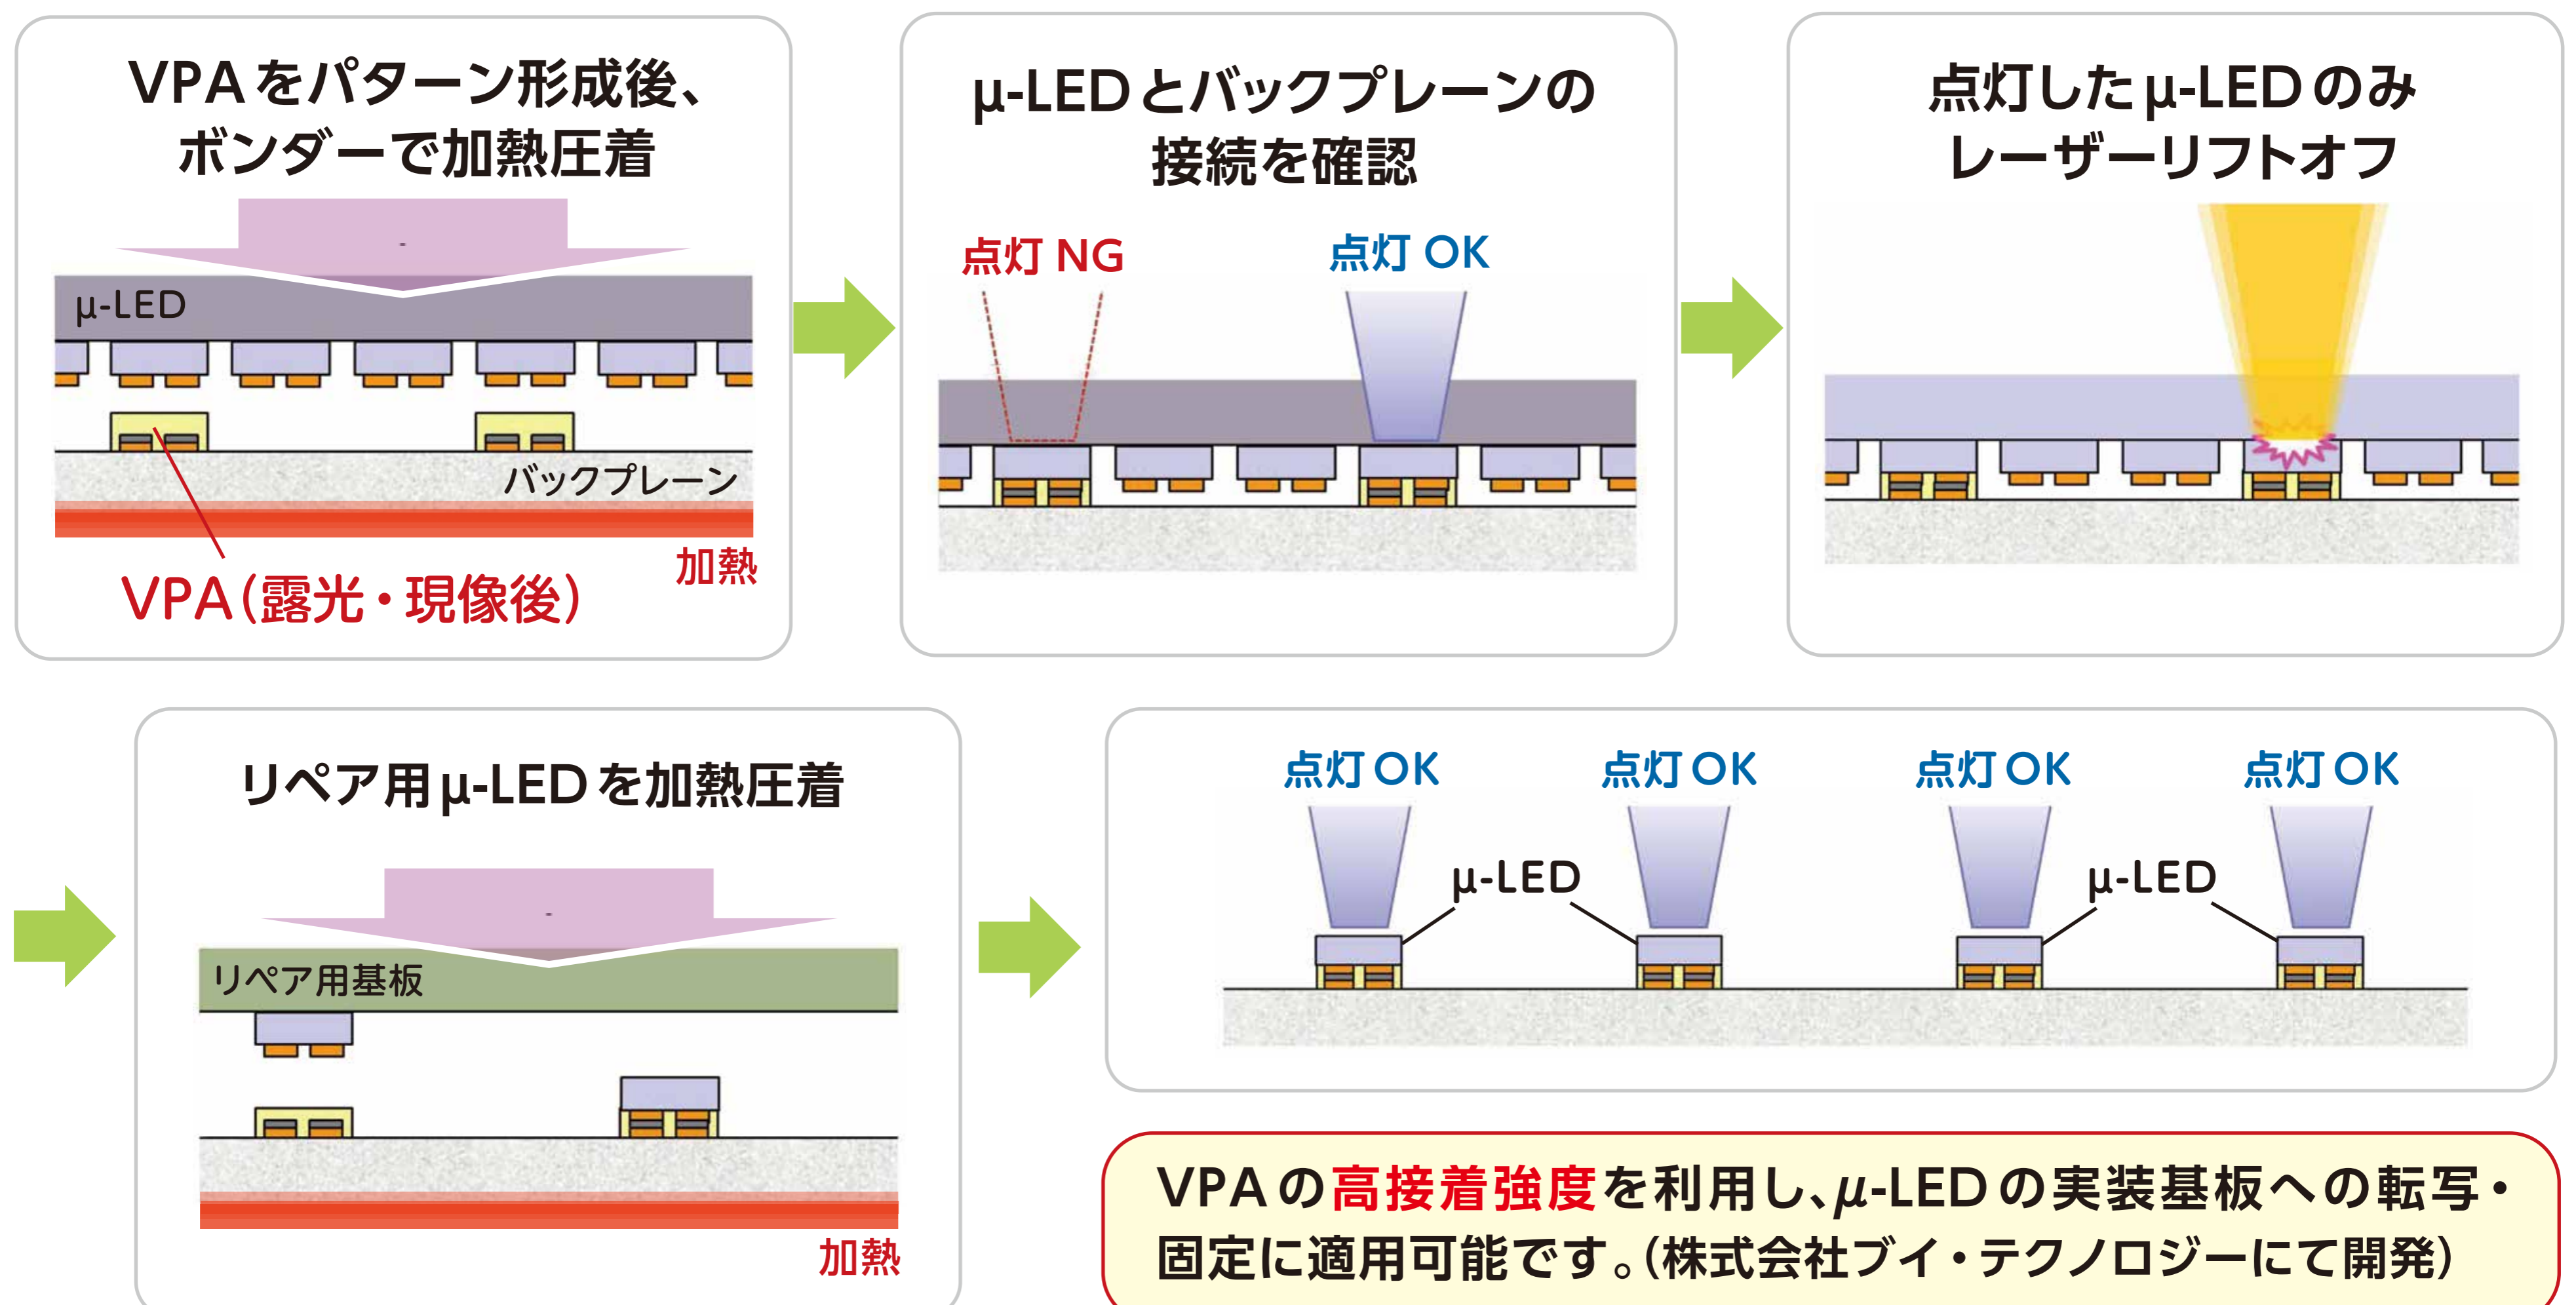 VPAをパターン形成後、
ボンダーで加熱圧着
μ-LED
バックプレーン
加熱
VPA(露光・現像後)
μ-LEDとバックプレーンの
接続を確認
点灯 NG
点灯 OK
点灯したμ-LEDのみ
レーザーリフトオフ
リペア用μ-LEDを加熱圧着
リペア用基板
加熱
点灯OK
点灯OK
点灯OK
点灯OK
μ-LED
μ-LED
VPAの高接着強度を利用し、μ-LEDの実装基板への転写・
固定に適用可能です。(株式会社ブイ・テクノロジーにて開発)